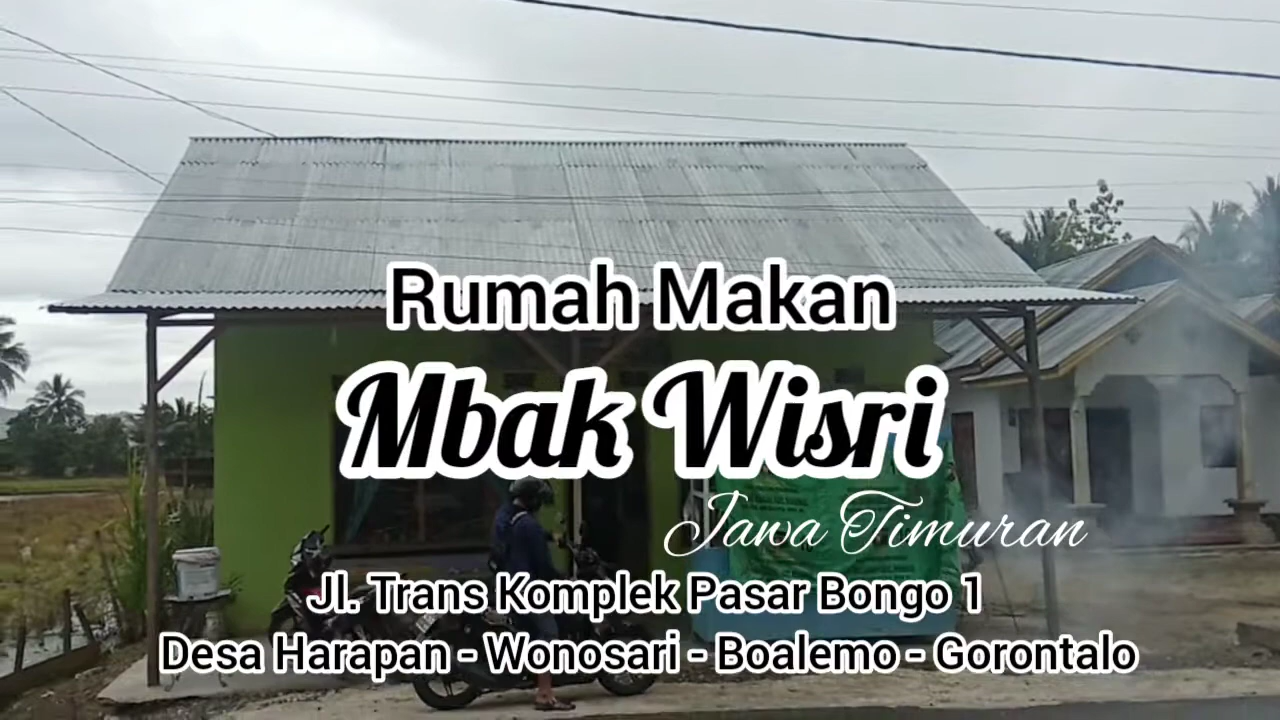 Rumah Makan
Mbak Wisri
Jawa Timuran
Jl. Trans Komplek Pasar Bongo 1
Desa Harapan - Wonosari - Boalemo - Gorontalo